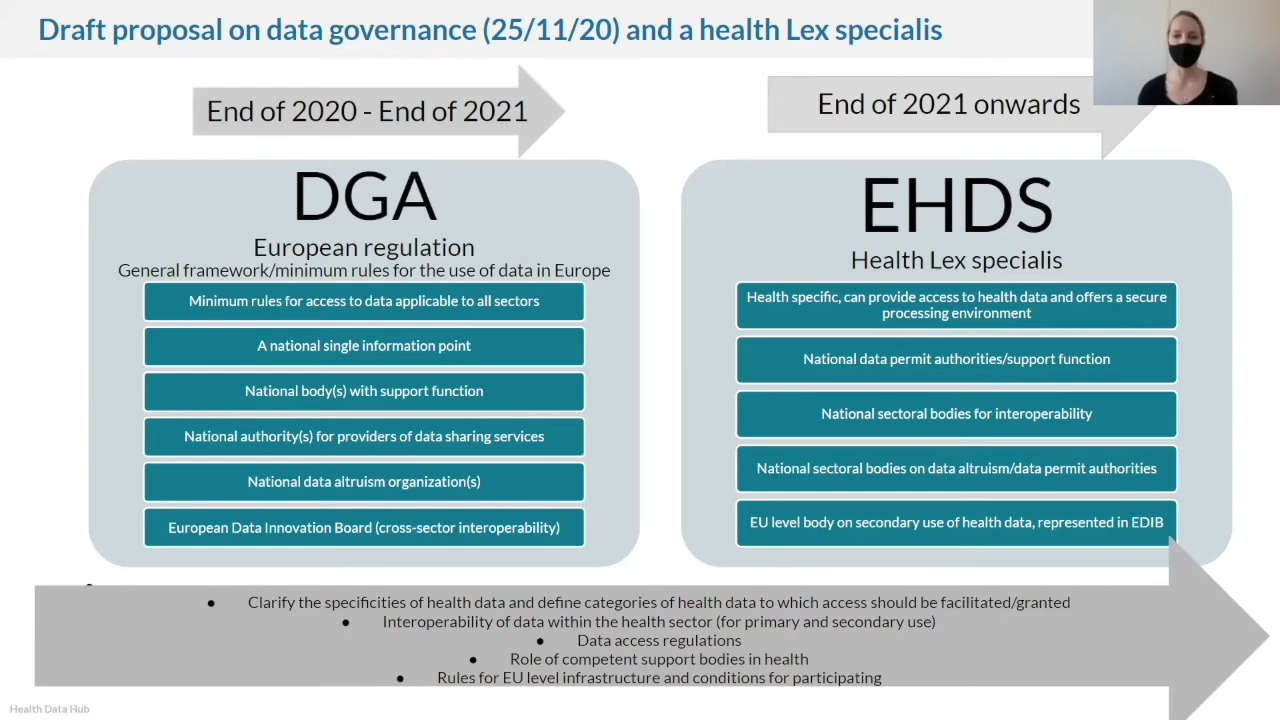 Draft proposal on data governance (25/11/20) and a health Lex specialis
End of 2020 - End of 2021
End of 2021 onwards
DGA
European regulation
General framework/minimum rules for the use of data in Europe
Minimum rules for access to data applicable to all sectors
A national single information point
National body(s) with support function
National authority(s) for providers of data sharing services
National data altruism organization(s)
European Data Innovation Board (cross-sector interoperability)
EHDS
Health Lex specialis
Health specific, can provide access to health data and offers a secure
processing environment
National data permit authorities/support function
National sectoral bodies for interoperability
National sectoral bodies on data altruism/data permit authorities
EU level body on secondary use of health data, represented in EDIB
● Clarify the specificities of health data and define categories of health data to which access should be facilitated/granted
● Interoperability of data within the health sector (for primary and secondary use)
● Data access regulations
● Role of competent support bodies in health
● Rules for EU level infrastructure and conditions for participating
Health Data Hub